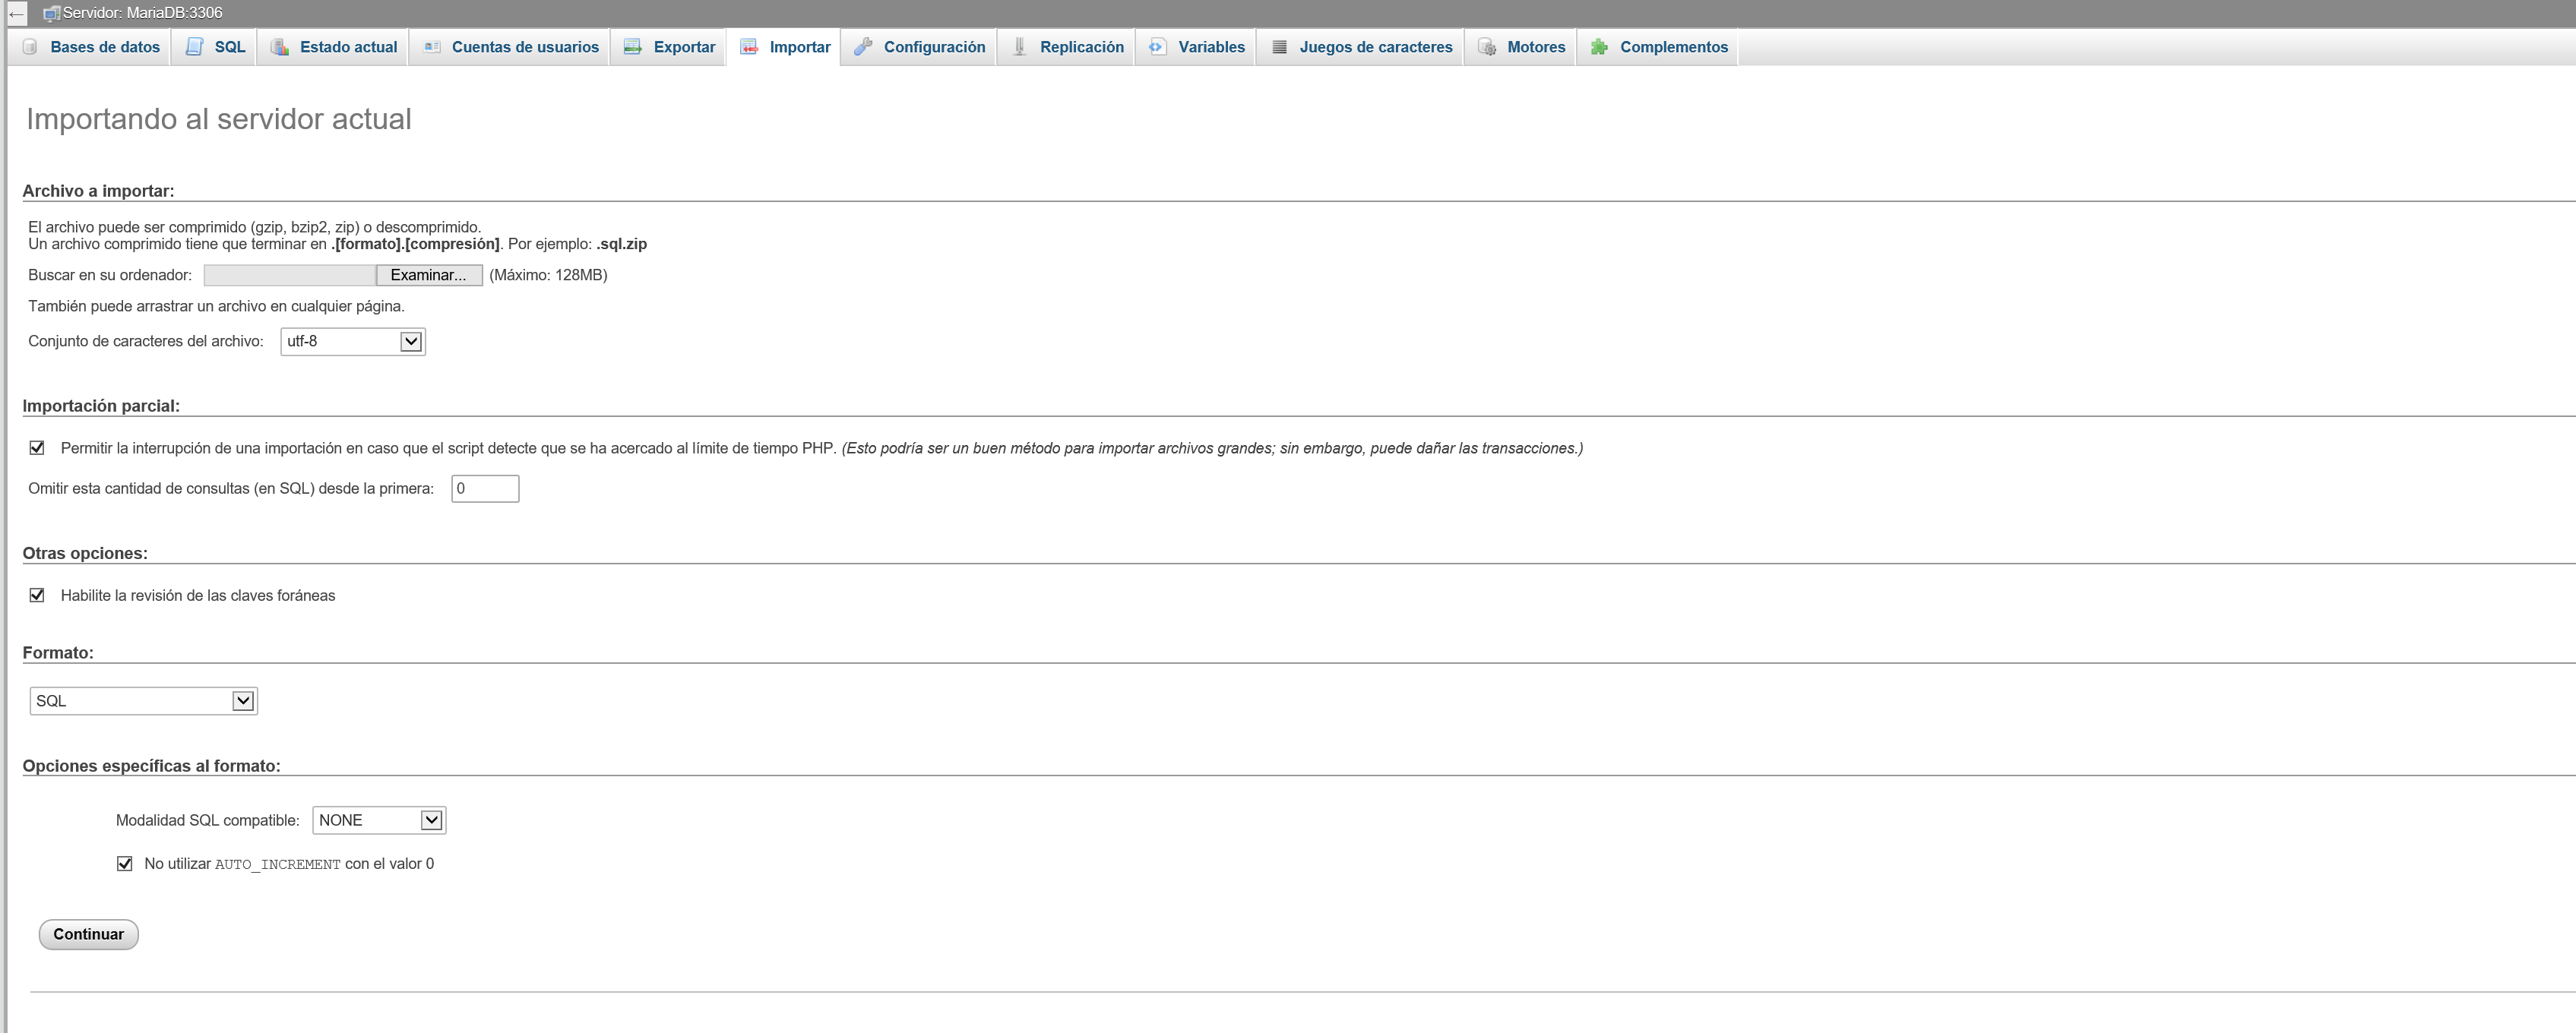 Servidor: MariaDB:3306
Bases de datos SQL Estado actual Cuentas de usuarios Exportar Importar Configuración Replicación Variables Juegos de caracteres Motores Complementos
Importando al servidor actual
Archivo a importar:
El archivo puede ser comprimido (gzip, bzip2, zip) o descomprimido.
Un archivo comprimido tiene que terminar en .[formato].[compresión]. Por ejemplo: .sql.zip
Buscar en su ordenador: Examinar... (Máximo: 128MB)
También puede arrastrar un archivo en cualquier página.
Conjunto de caracteres del archivo: utf-8
Importación parcial:
Permitir la interrupción de una importación en caso que el script detecte que se ha acercado al límite de tiempo PHP. (Esto podría ser un buen método para importar archivos grandes; sin embargo, puede dañar las transacciones.)
Omitir esta cantidad de consultas (en SQL) desde la primera: 0
Otras opciones:
Habilite la revisión de las claves foráneas
Formato:
SQL
Opciones específicas al formato:
Modalidad SQL compatible: NONE
No utilizar AUTO_INCREMENT con el valor 0
Continuar